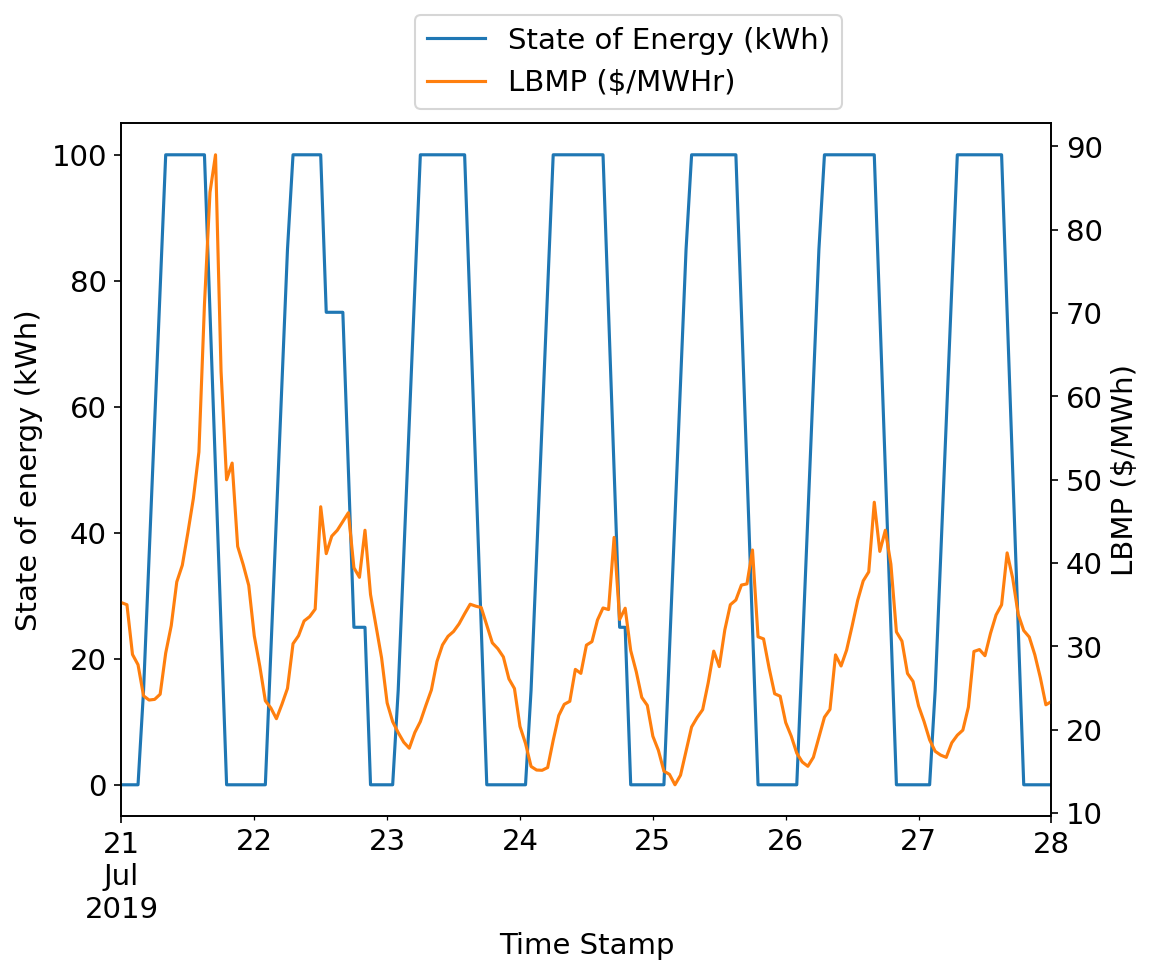 State of Energy (kWh)
LBMP ($/MWHr)
State of energy (kWh)
100
80
60
40
20
0
90
80
70
60
50
40
30
20
10
LBMP ($/MWh)
21 22 23 24 25 26 27 28
Jul
2019
Time Stamp